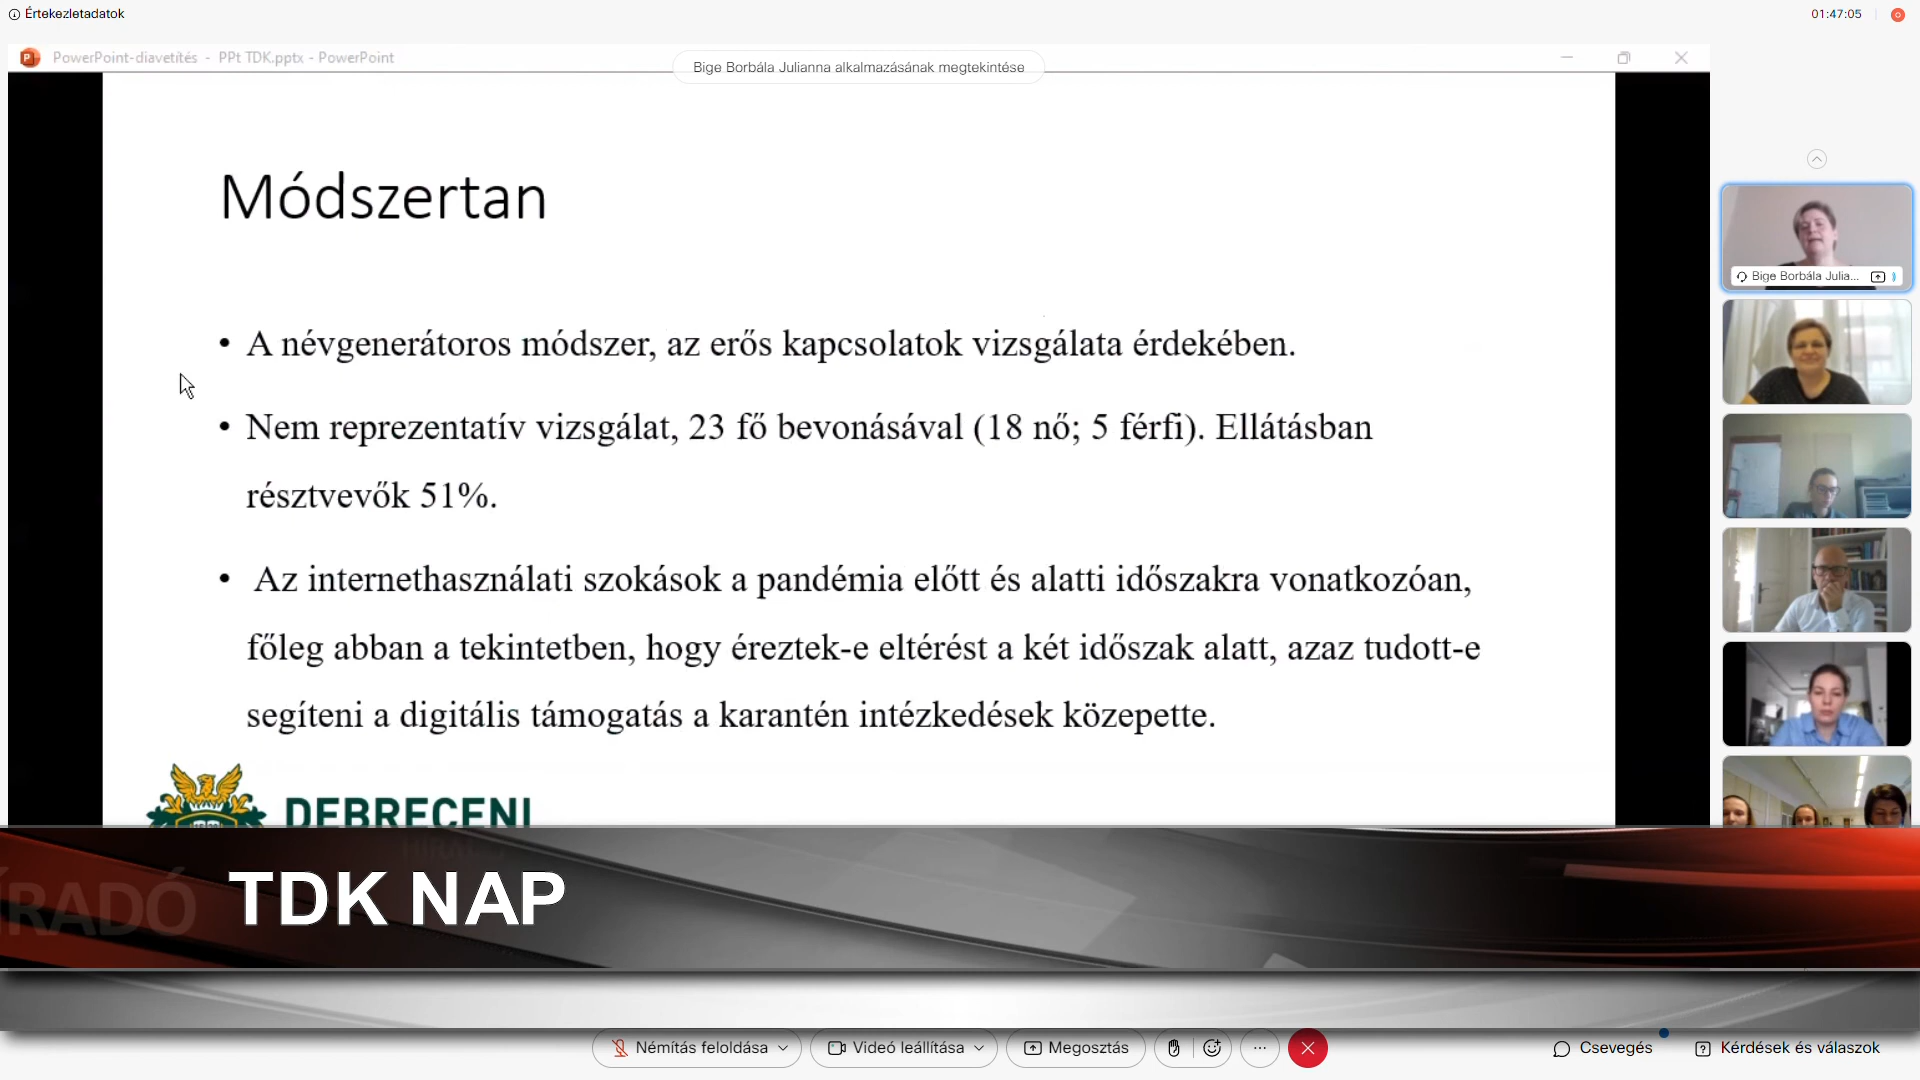 Értekezletadatok
01:47:05
PowerPoint-diavetítés - PPt TDK.pptx - PowerPoint
Bige Borbála Julianna alkalmazásának megtekintése
Módszertan
• A névgenerátoros módszer, az erős kapcsolatok vizsgálata érdekében.
• Nem reprezentatív vizsgálat, 23 fő bevonásával (18 nő; 5 férfi). Ellátásban
résztvevők 51%.
• Az internethasználati szokások a pandémia előtt és alatti időszakra vonatkozóan,
főleg abban a tekintetben, hogy éreztek-e eltérést a két időszak alatt, azaz tudott-e
segíteni a digitális támogatás a karantén intézkedések közepette.
Bige Borbála Julia...
DEBRECENI
ÍRADÓ
TDK NAP
Némítás feloldása
Videó leállítása
Megosztás
Csevegés
Kérdések és válaszok